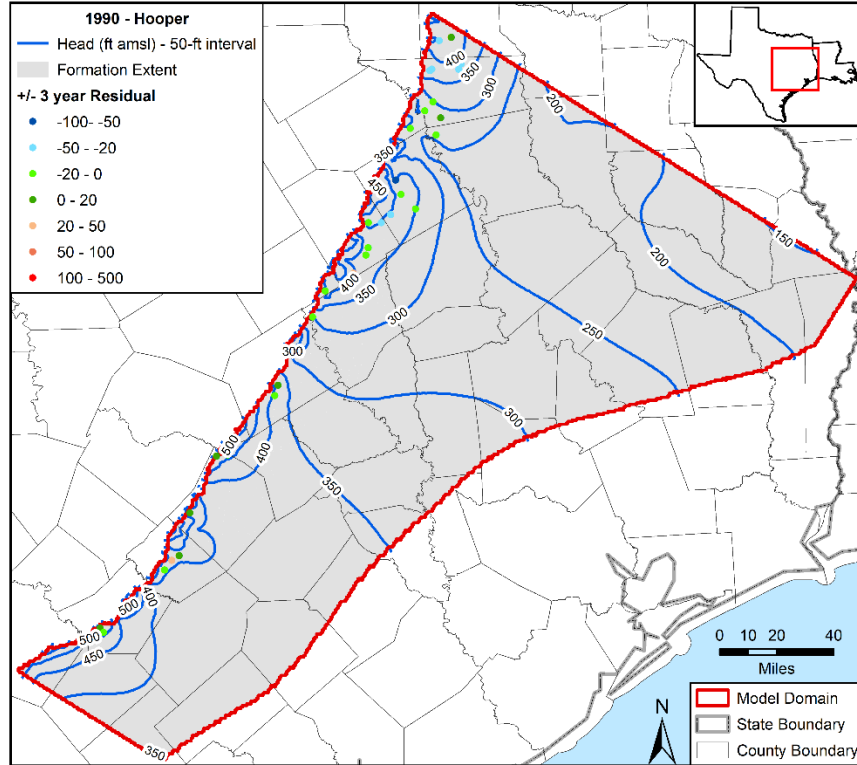 1990 - Hooper
Head (ft amsl) - 50-ft interval
Formation Extent
+/- 3 year Residual
-100- -50
-50 - -20
-20 - 0
0 - 20
20 - 50
50 - 100
100 - 500
400
350
300
200
350
450
150
200
400
350
300
250
300
300
500
400
350
400
500
500
450
350
0 10 20 40
Miles
N
Model Domain
State Boundary
County Boundary